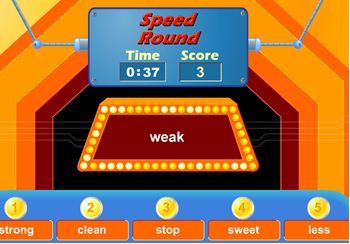 Speed
Round
Time Score
0:37 3
weak
1 2 3 4 5
strong clean stop sweet less